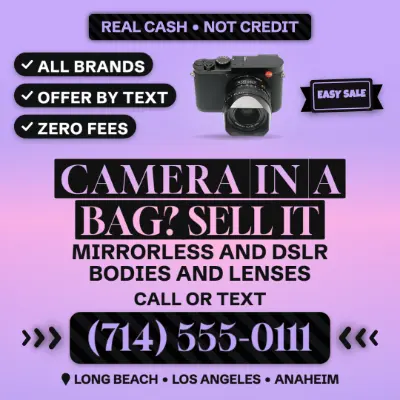 REAL CASH • NOT CREDIT
✓ ALL BRANDS
✓ OFFER BY TEXT
✓ ZERO FEES
EASY SALE
CAMERA IN A
BAG? SELL IT
MIRRORLESS AND DSLR
BODIES AND LENSES
CALL OR TEXT
(714) 555-0111
LONG BEACH • LOS ANGELES • ANAHEIM